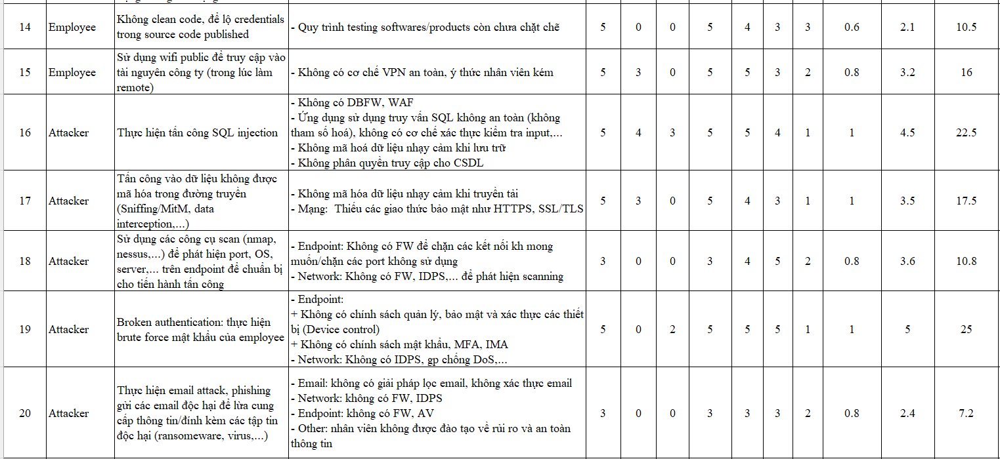 14 Employee Không clean code, để lộ credentials
trong source code published
- Quy trình testing softwares/products còn chưa chặt chẽ
5 0 0 5 4 3 3 0.6 2.1 10.5
15 Employee Sử dụng wifi public để truy cập vào
tài nguyên công ty (trong lúc làm
remote)
- Không có cơ chế VPN an toàn, ý thức nhân viên kém
5 3 0 5 5 3 2 0.8 3.2 16
16 Attacker Thực hiện tấn công SQL injection
- Không có DBFW, WAF
- Ứng dụng sử dụng truy vấn SQL không an toàn (không
tham số hoá), không có cơ chế xác thực kiểm tra input,...
- Không mã hoá dữ liệu nhạy cảm khi lưu trữ
- Không phân quyền truy cập cho CSDL
5 4 3 5 5 4 1 1 4.5 22.5
17 Attacker Tấn công vào dữ liệu không được
mã hóa trong đường truyền
(Sniffing/MitM, data
interception,...)
- Không mã hóa dữ liệu nhạy cảm khi truyền tải
- Mạng: Thiếu các giao thức bảo mật như HTTPS, SSL/TLS
5 3 0 5 4 3 1 1 3.5 17.5
18 Attacker Sử dụng các công cụ scan (nmap,
nessus,...) để phát hiện port, OS,
server,... trên endpoint để chuẩn bị
cho tiến hành tấn công
- Endpoint: Không có FW để chặn các kết nối kh mong
muốn/chặn các port không sử dụng
- Network: Không có FW, IDPS,... để phát hiện scanning
3 0 0 3 4 5 2 0.8 3.6 10.8
19 Attacker Broken authentication: thực hiện
brute force mật khẩu của employee
- Endpoint:
+ Không có chính sách quản lý, bảo mật và xác thực các thiết
bị (Device control)
+ Không có chính sách mật khẩu, MFA, IMA
- Network: Không có IDPS, gp chống DoS,...
5 0 2 5 5 5 1 1 5 25
20 Attacker Thực hiện email attack, phishing
gửi các email độc hại để lừa cung
cấp thông tin/đính kèm các tập tin
độc hại (ransomeware, virus,...)
- Email: không có giải pháp lọc email, không xác thực email
- Network: không có FW, IDPS
- Endpoint: không có FW, AV
- Other: nhân viên không được đào tạo về rủi ro và an toàn
thông tin
3 0 0 3 3 3 2 0.8 2.4 7.2